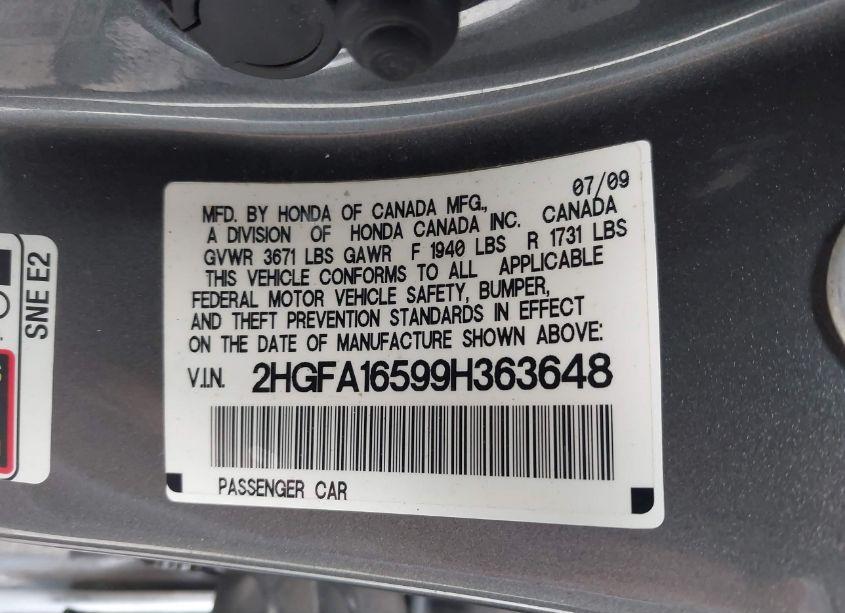 07/09
MFD. BY HONDA OF CANADA MFG.,
A DIVISION OF HONDA CANADA INC. CANADA
GVWR 3671 LBS GAWR F 1940 LBS R 1731 LBS
THIS VEHICLE CONFORMS TO ALL APPLICABLE
FEDERAL MOTOR VEHICLE SAFETY, BUMPER,
AND THEFT PREVENTION STANDARDS IN EFFECT
ON THE DATE OF MANUFACTURE SHOWN ABOVE:
V.I.N. 2HGFA16599H363648
PASSENGER CAR
SNE E2